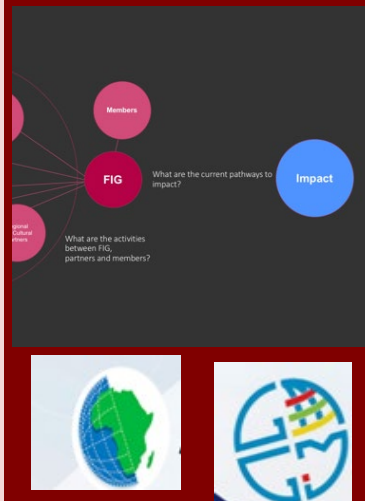 Members
FIG
What are the current pathways to
impact?
Impact
What are the activities
between FIG,
partners and members?
Cultural